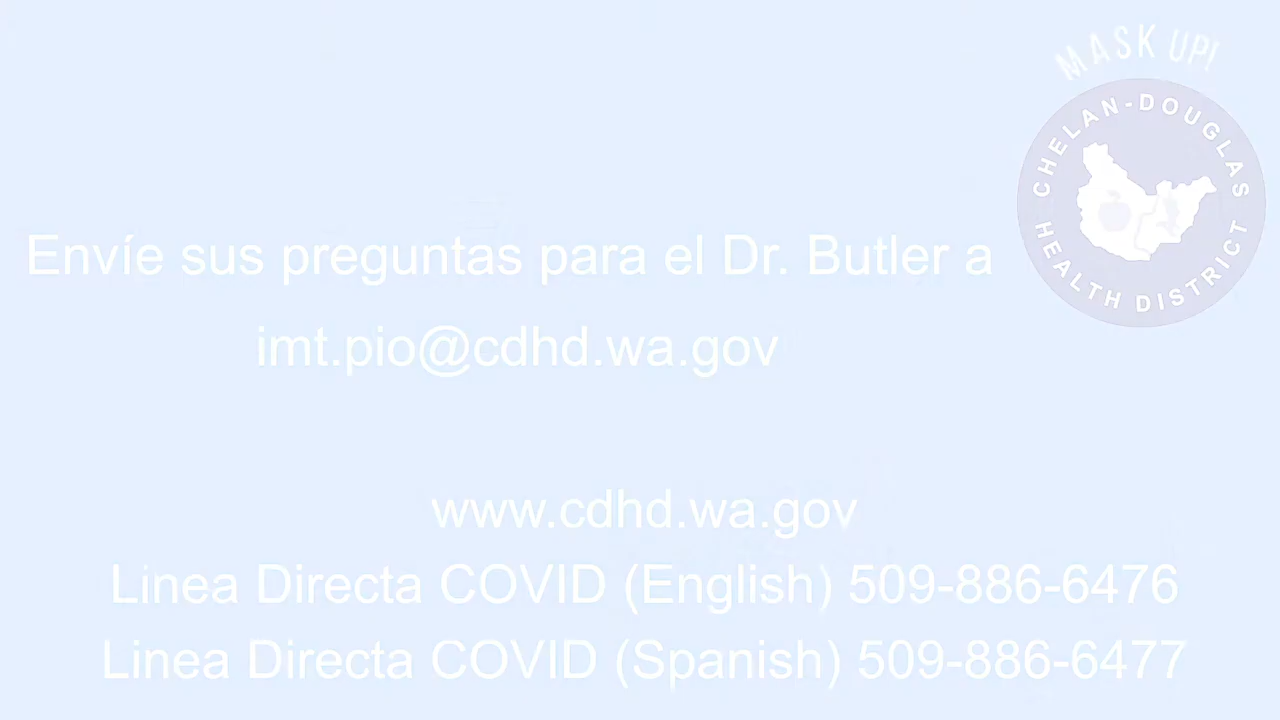 MASK UP!
CHELAN-DOUGLAS
HEALTH DISTRICT
Envíe sus preguntas para el Dr. Butler a
imt.pio@cdhd.wa.gov
www.cdhd.wa.gov
Linea Directa COVID (English) 509-886-6476
Linea Directa COVID (Spanish) 509-886-6477